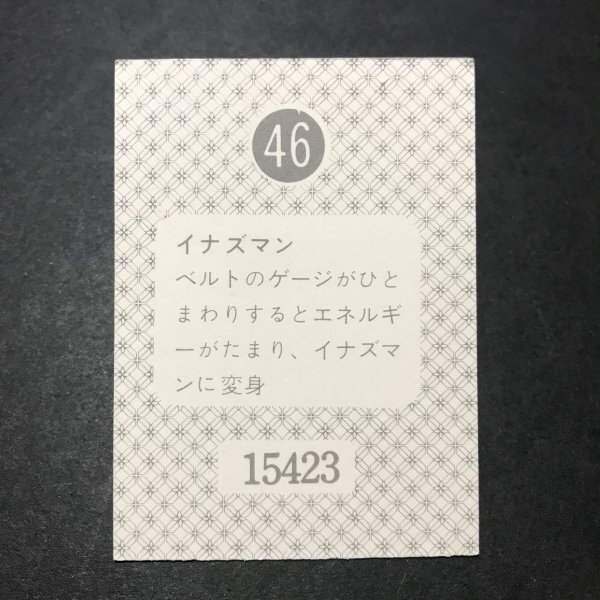 46
イナズマン
ベルトのゲージがひと
まわりするとエネルギ
ーがたまり、イナズマ
ンに変身
15423